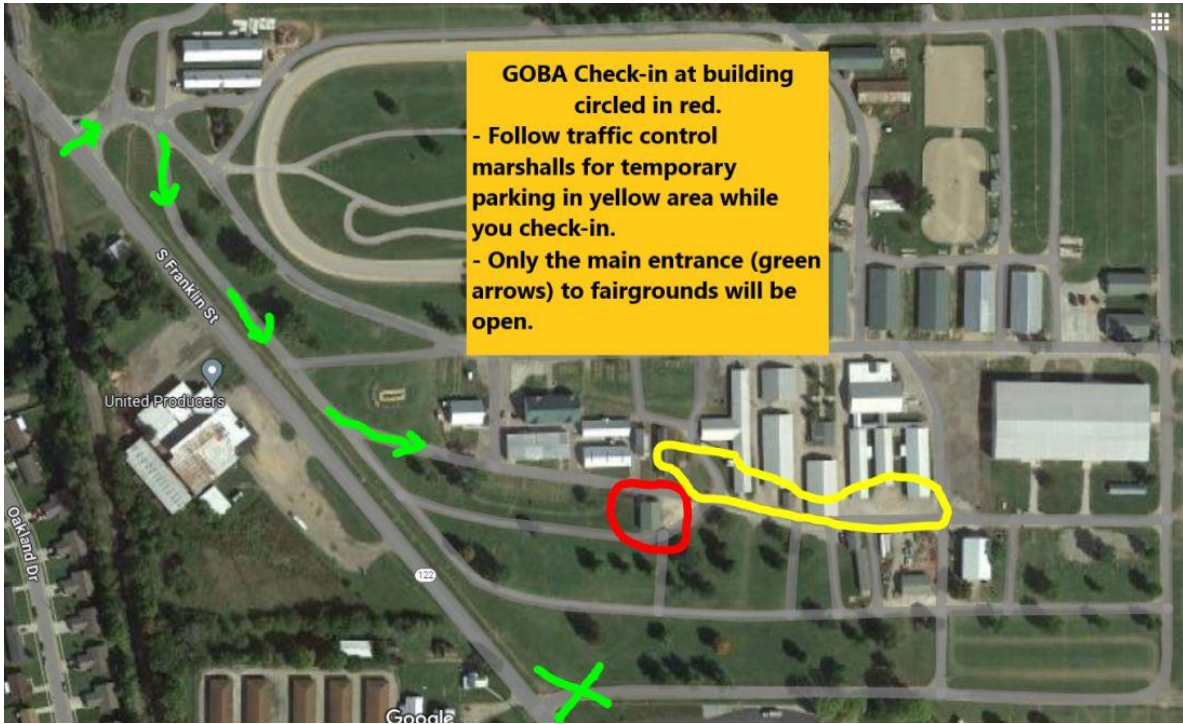 GOBA Check-in at building
circled in red.
- Follow traffic control
marshalls for temporary
parking in yellow area while
you check-in.
- Only the main entrance (green
arrows) to fairgrounds will be
open.
S Franklin St
United Producers
Oakland Dr
122
Google